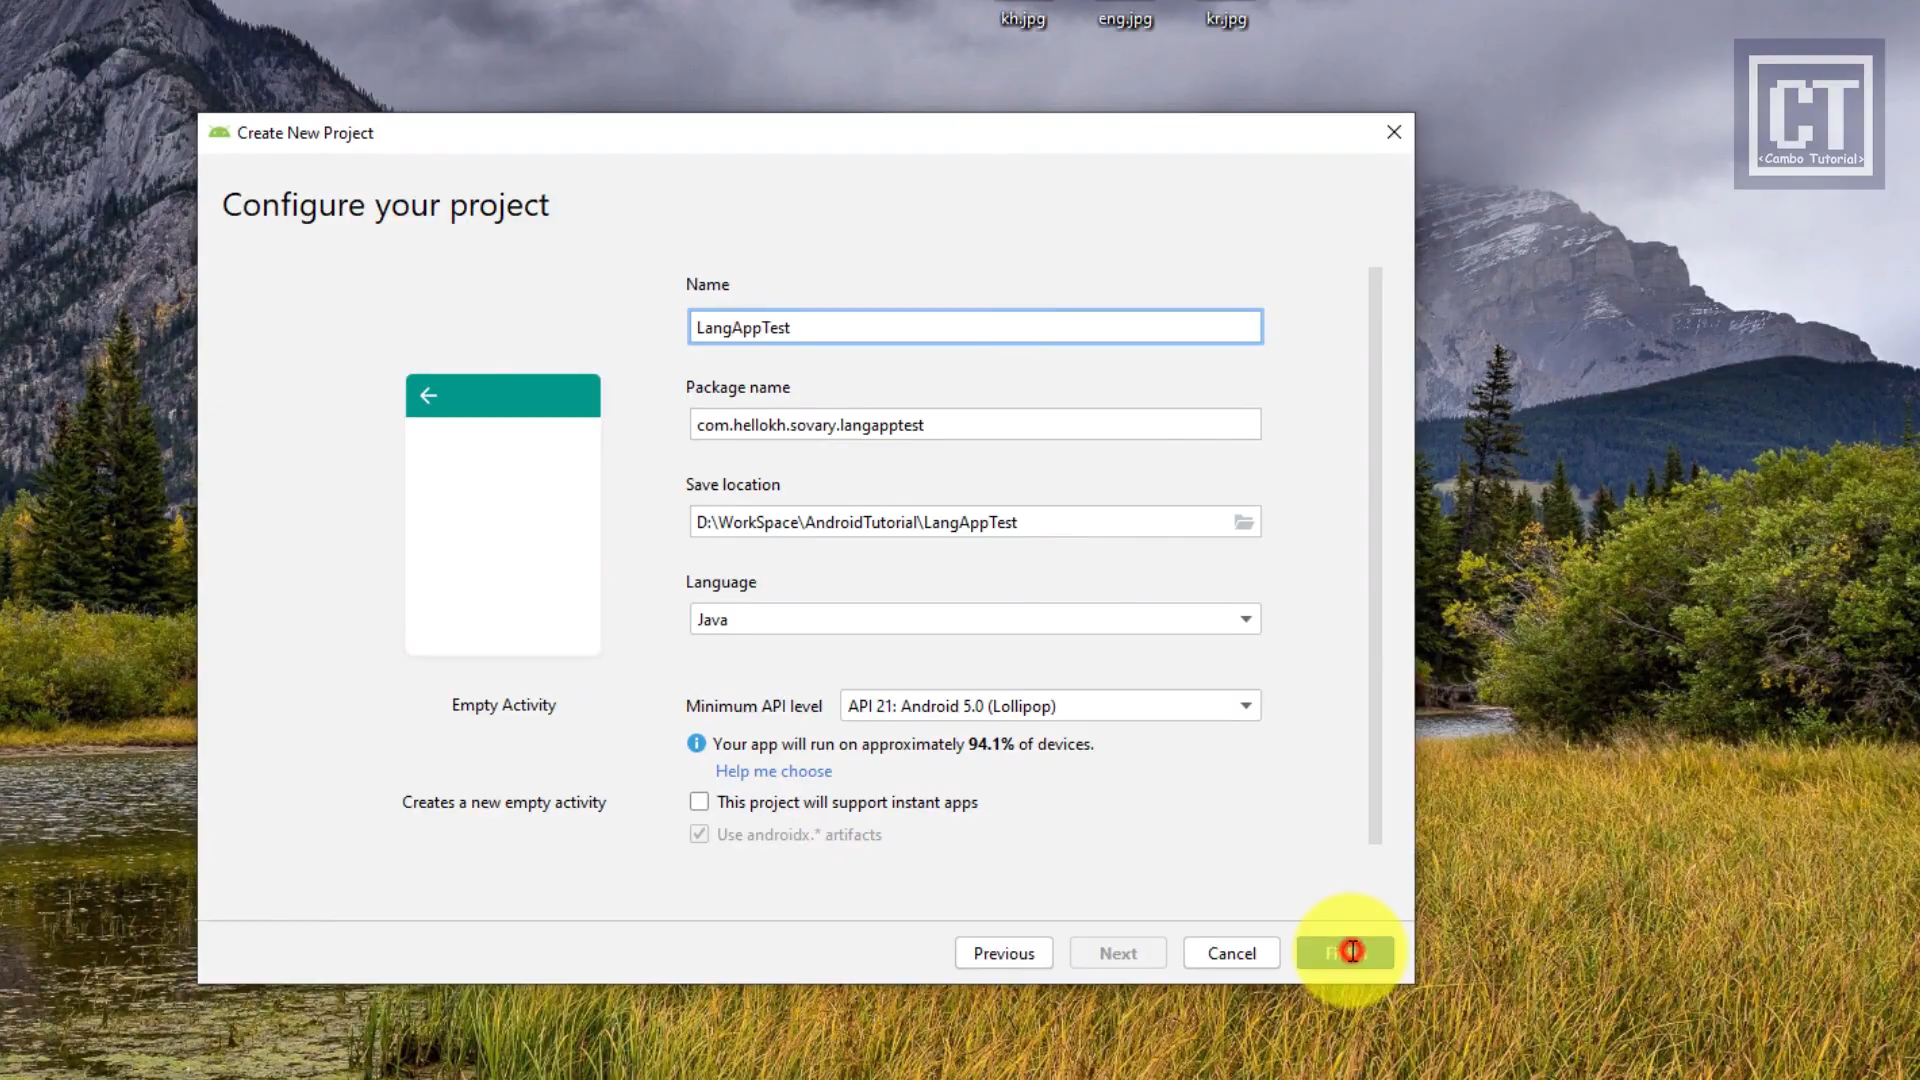 kh.jpg
eng.jpg
kr.jpg
CT
<Cambo Tutorial>
Create New Project
Configure your project
Name
LangAppTest
Package name
com.hellokh.sovary.langapptest
Save location
D:\WorkSpace\AndroidTutorial\LangAppTest
Language
Java
Empty Activity
Minimum API level
API 21: Android 5.0 (Lollipop)
Your app will run on approximately 94.1% of devices.
Help me choose
Creates a new empty activity
This project will support instant apps
Use androidx.* artifacts
Previous
Next
Cancel